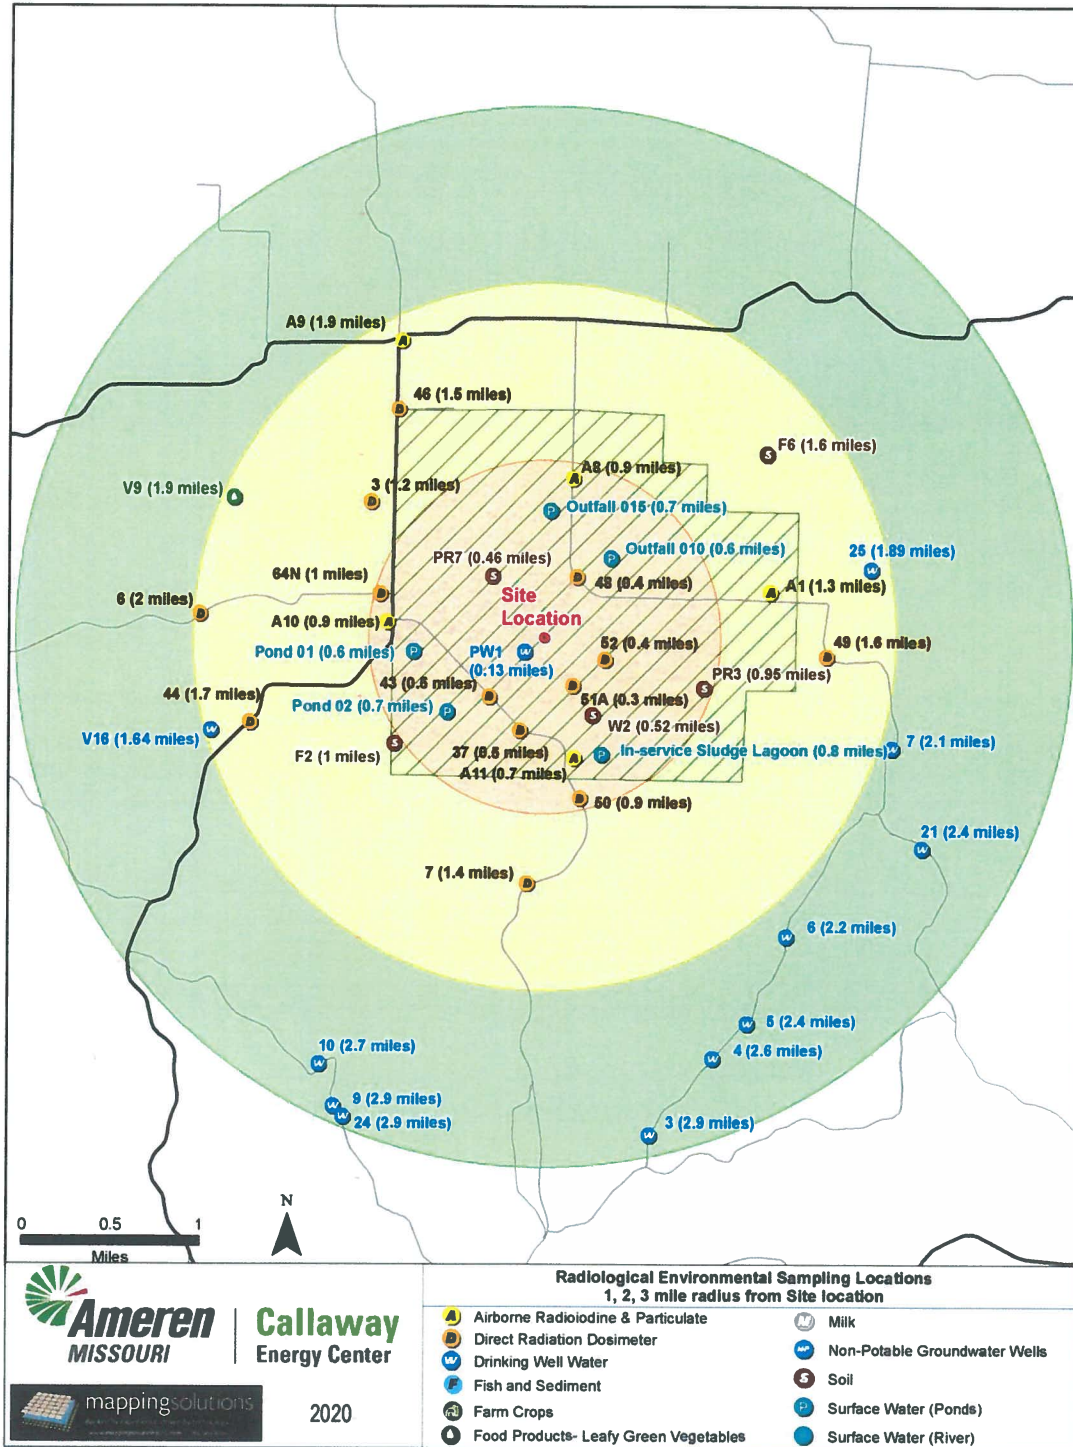 A9 (1.9 miles)
A
46 (1.5 miles)
D
F6 (1.6 miles)
S
A8 (0.9 miles)
A
3 (1.2 miles)
D
V9 (1.9 miles)
Outfall 015 (0.7 miles)
P
Outfall 010 (0.6 miles)
P
25 (1.89 miles)
W
PR7 (0.46 miles)
S
64N (1 miles)
D
48 (0.4 miles)
D
A1 (1.3 miles)
A
Site
Location
6 (2 miles)
D
A10 (0.9 miles)
A
Pond 01 (0.6 miles)
P
PW1
(0.13 miles)
W
52 (0.4 miles)
D
49 (1.6 miles)
D
PR3 (0.95 miles)
S
43 (0.5 miles)
D
51A (0.3 miles)
D
44 (1.7 miles)
D
Pond 02 (0.7 miles)
P
W2 (0.52 miles)
S
V16 (1.64 miles)
W
F2 (1 miles)
S
37 (0.5 miles)
D
In-service Sludge Lagoon (0.8 miles)
P
7 (2.1 miles)
W
A11 (0.7 miles)
A
50 (0.9 miles)
D
21 (2.4 miles)
W
7 (1.4 miles)
D
6 (2.2 miles)
W
5 (2.4 miles)
W
10 (2.7 miles)
W
4 (2.6 miles)
W
9 (2.9 miles)
W
24 (2.9 miles)
W
3 (2.9 miles)
W
N
0 0.5 1
Miles
Ameren
MISSOURI
Callaway
Energy Center
mappingsolutions
2020
Radiological Environmental Sampling Locations
1, 2, 3 mile radius from Site location
A Airborne Radioiodine & Particulate
D Direct Radiation Dosimeter
W Drinking Well Water
F Fish and Sediment
Farm Crops
Food Products- Leafy Green Vegetables
M Milk
Non-Potable Groundwater Wells
S Soil
P Surface Water (Ponds)
Surface Water (River)